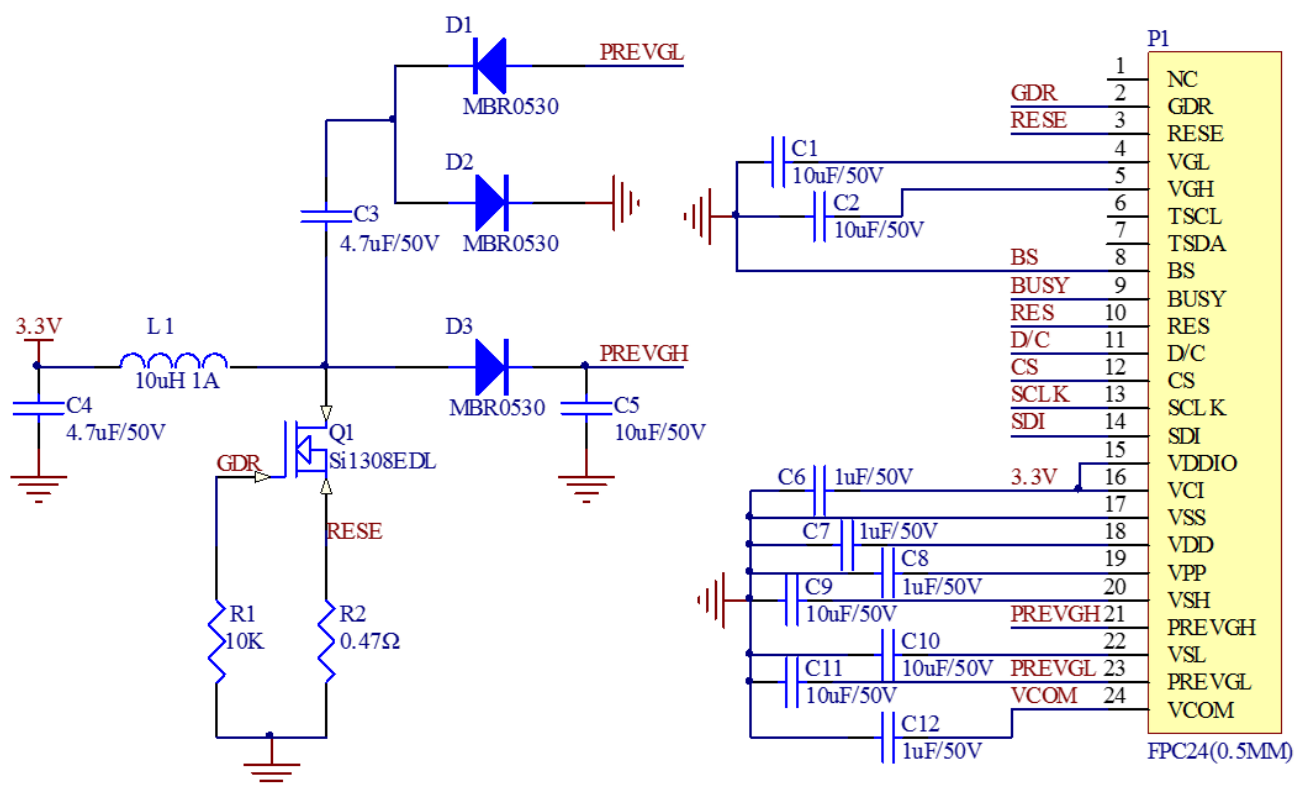 D1
PREVGL
MBR0530
D2
MBR0530
C3
4.7uF/50V
3.3V
L1
10uH 1A
D3
PREVGH
MBR0530
C4
4.7uF/50V
C5
10uF/50V
Q1
Si1308EDL
GDR
RESE
R1
10K
R2
0.47Ω
P1
1 NC
GDR 2 GDR
RESE 3 RESE
C1
10uF/50V
4 VGL
C2
10uF/50V
5 VGH
6 TSCL
7 TSDA
BS 8 BS
BUSY 9 BUSY
RES 10 RES
D/C 11 D/C
CS 12 CS
SCLK 13 SCLK
SDI 14 SDI
15 VDDIO
C6 1uF/50V 3.3V 16 VCI
17 VSS
C7 1uF/50V 18 VDD
C8
1uF/50V
19 VPP
C9
10uF/50V
20 VSH
PREVGH 21 PREVGH
C10
10uF/50V
22 VSL
C11
10uF/50V
PREVGL 23 PREVGL
VCOM 24 VCOM
C12
1uF/50V
FPC24(0.5MM)